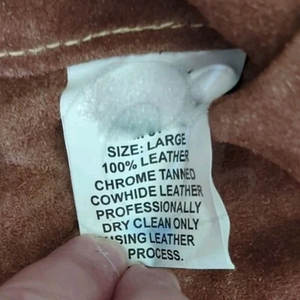 SIZE: LARGE
100% LEATHER
CHROME TANNED
COWHIDE LEATHER
PROFESSIONALLY
DRY CLEAN ONLY
USING LEATHER
PROCESS.